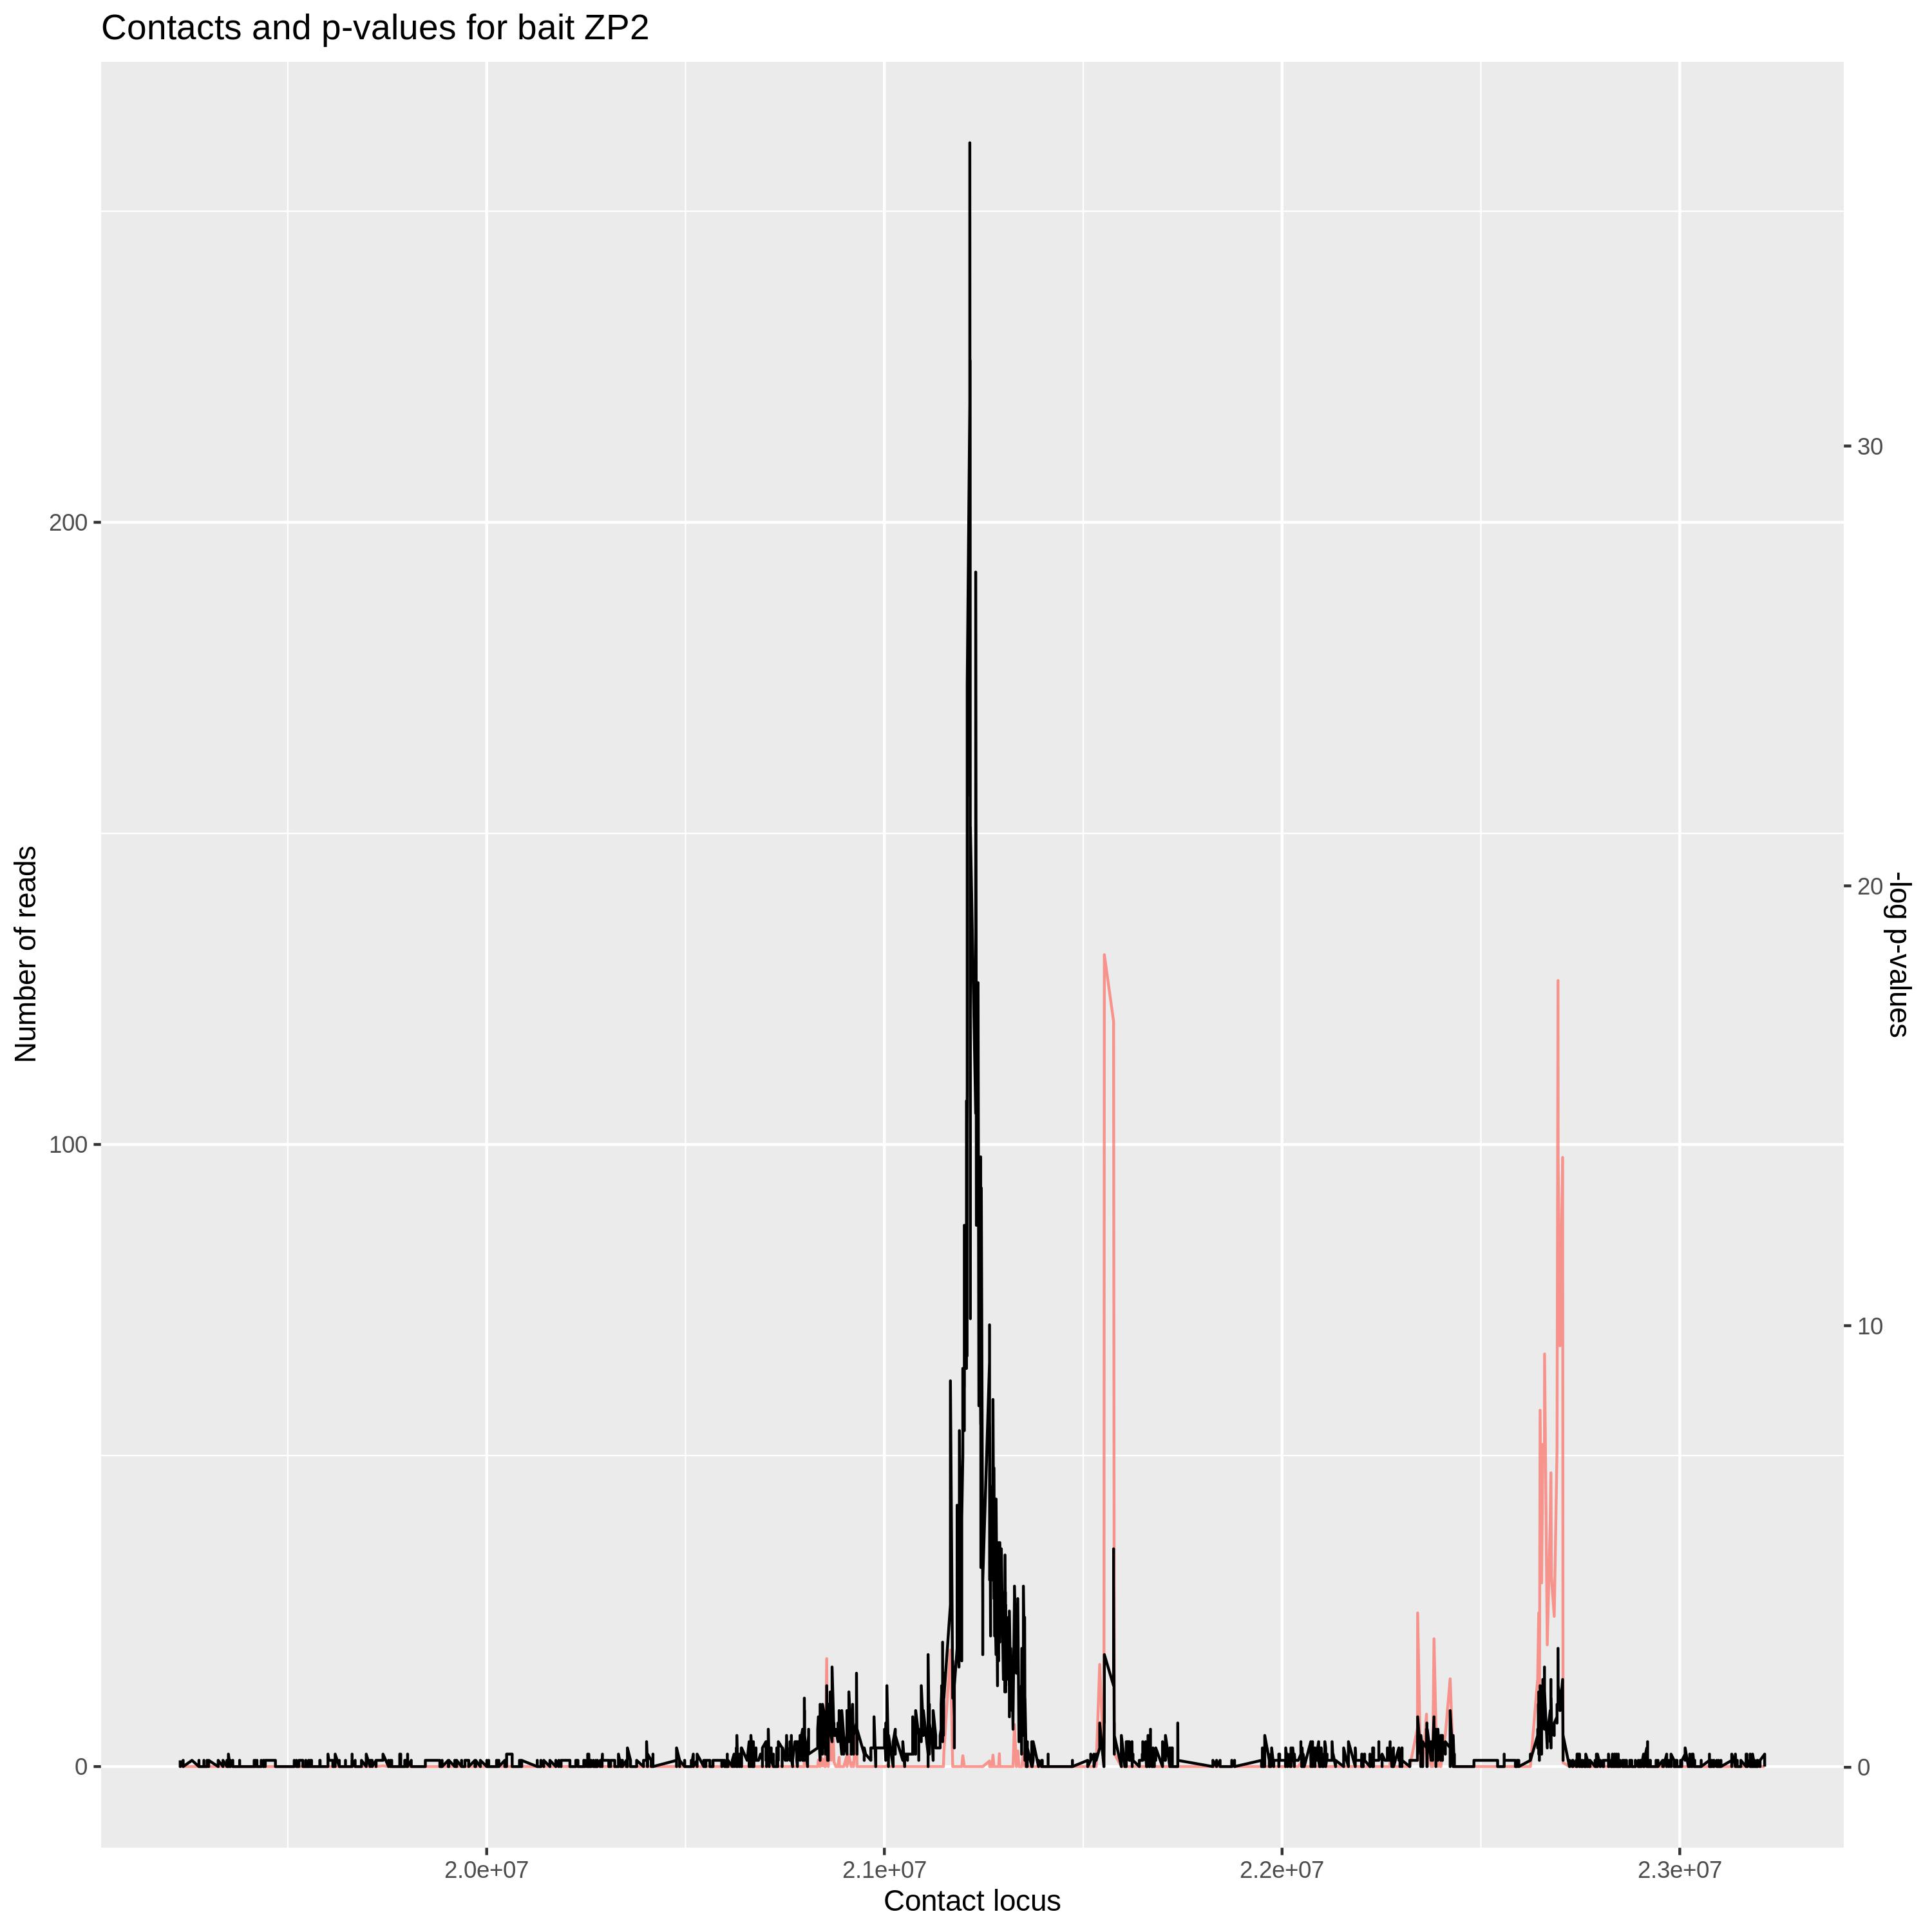 Contacts and p-values for bait ZP2
200
100
0
Number of reads
30
20
10
0
-log p-values
2.0e+07
2.1e+07
2.2e+07
2.3e+07
Contact locus